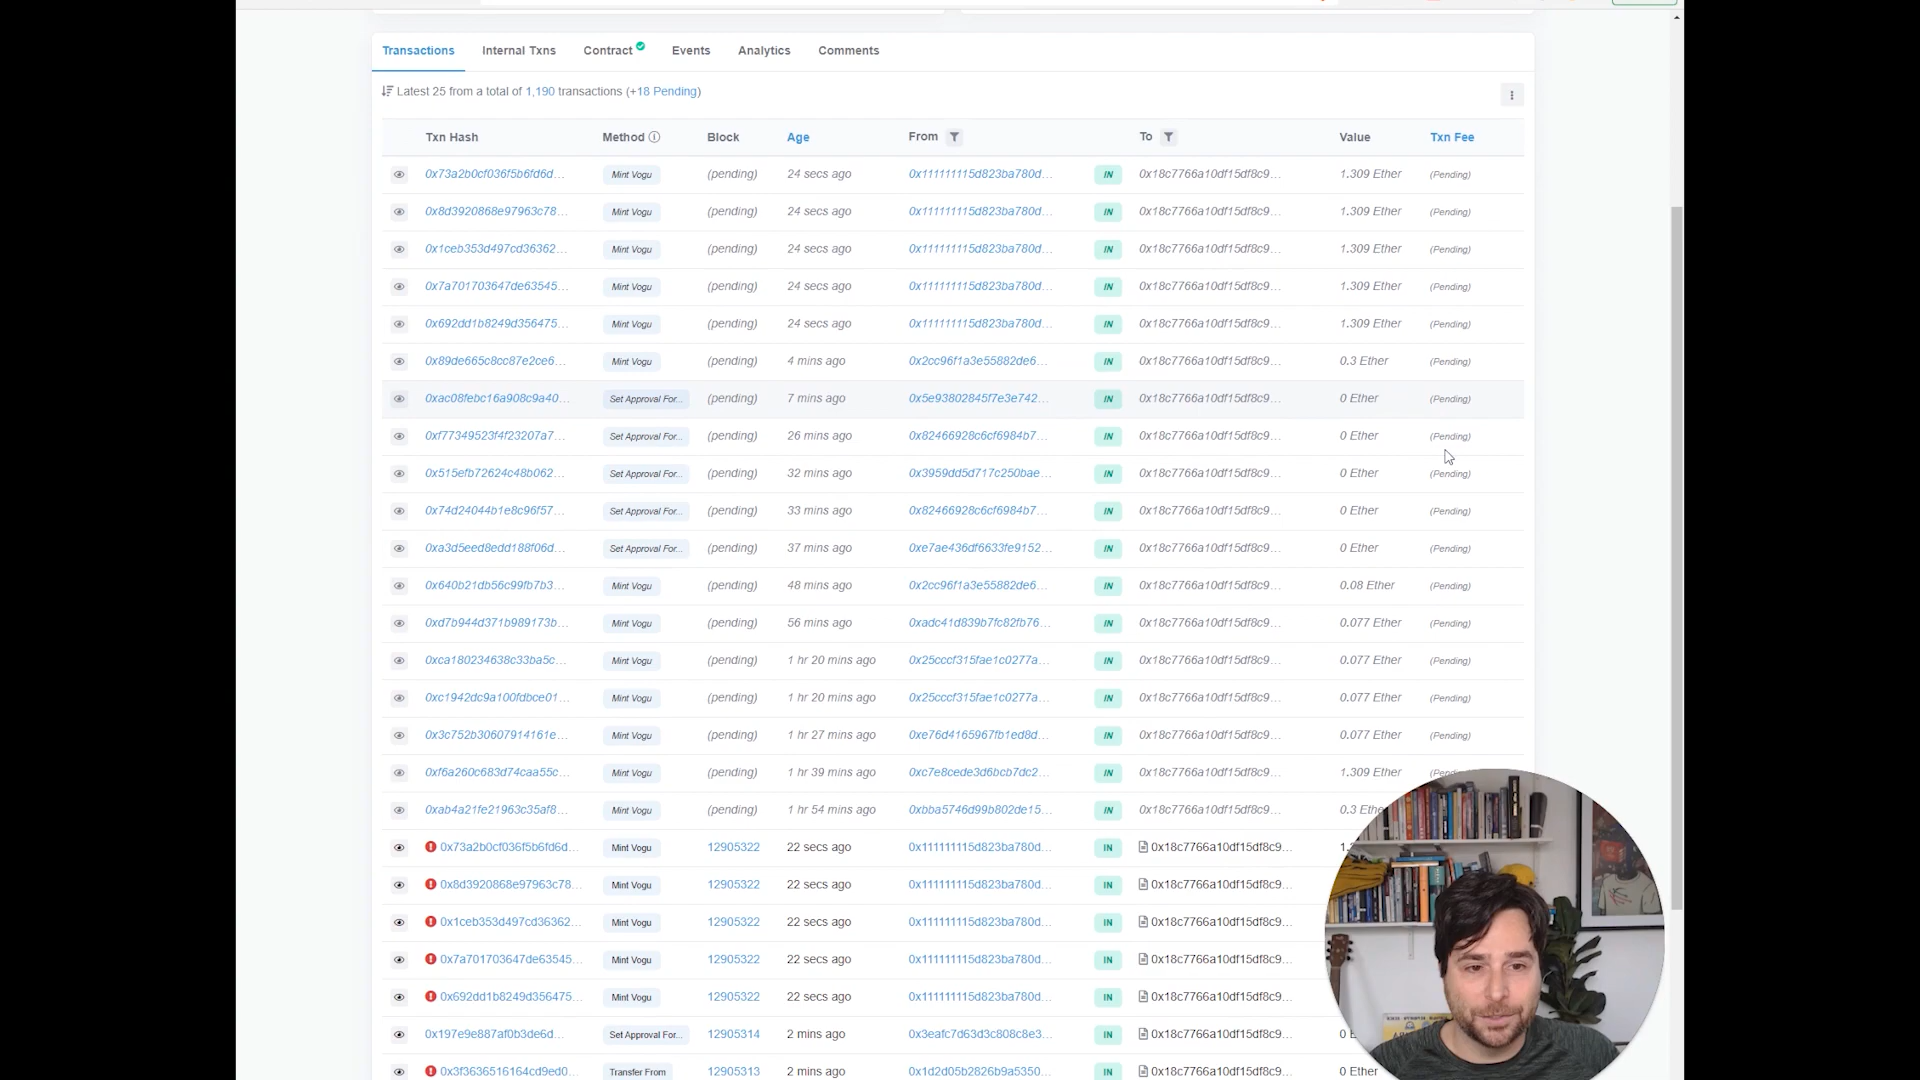 Transactions Internal Txns Contract Events Analytics Comments
Latest 25 from a total of 1,190 transactions (+18 Pending)
Txn Hash Method Block Age From To Value Txn Fee
0x73a2b0cf036f5b6fd6d... Mint Vogu (pending) 24 secs ago 0x111111115d823ba780d... IN 0x18c7766a10df15df8c9... 1.309 Ether (Pending)
0x8d3920868e97963c78... Mint Vogu (pending) 24 secs ago 0x111111115d823ba780d... IN 0x18c7766a10df15df8c9... 1.309 Ether (Pending)
0x1ceb353d497cd36362... Mint Vogu (pending) 24 secs ago 0x111111115d823ba780d... IN 0x18c7766a10df15df8c9... 1.309 Ether (Pending)
0x7a701703647de63545... Mint Vogu (pending) 24 secs ago 0x111111115d823ba780d... IN 0x18c7766a10df15df8c9... 1.309 Ether (Pending)
0x692dd1b8249d356475... Mint Vogu (pending) 24 secs ago 0x111111115d823ba780d... IN 0x18c7766a10df15df8c9... 1.309 Ether (Pending)
0x89de665c8cc87e2ce6... Mint Vogu (pending) 4 mins ago 0x2cc96f1a3e55882de6... IN 0x18c7766a10df15df8c9... 0.3 Ether (Pending)
0xac08febc16a908c9a40... Set Approval For... (pending) 7 mins ago 0x5e93802845f7e3e742... IN 0x18c7766a10df15df8c9... 0 Ether (Pending)
0xf77349523f4f23207a7... Set Approval For... (pending) 26 mins ago 0x82466928c6cf6984b7... IN 0x18c7766a10df15df8c9... 0 Ether (Pending)
0x515efb72624c48b062... Set Approval For... (pending) 32 mins ago 0x3959dd5d717c250bae... IN 0x18c7766a10df15df8c9... 0 Ether (Pending)
0x74d24044b1e8c96f57... Set Approval For... (pending) 33 mins ago 0x82466928c6cf6984b7... IN 0x18c7766a10df15df8c9... 0 Ether (Pending)
0xa3d5eed8edd188f06d... Set Approval For... (pending) 37 mins ago 0xe7ae436df6633fe9152... IN 0x18c7766a10df15df8c9... 0 Ether (Pending)
0x640b21db56c99fb7b3... Mint Vogu (pending) 48 mins ago 0x2cc96f1a3e55882de6... IN 0x18c7766a10df15df8c9... 0.08 Ether (Pending)
0xd7b944d371b989173b... Mint Vogu (pending) 56 mins ago 0xadc41d839b7fc82fb76... IN 0x18c7766a10df15df8c9... 0.077 Ether (Pending)
0xca180234638c33ba5c... Mint Vogu (pending) 1 hr 20 mins ago 0x25cccf315fae1c0277a... IN 0x18c7766a10df15df8c9... 0.077 Ether (Pending)
0xc1942dc9a100fdbce01... Mint Vogu (pending) 1 hr 20 mins ago 0x25cccf315fae1c0277a... IN 0x18c7766a10df15df8c9... 0.077 Ether (Pending)
0x3c752b30607914161e... Mint Vogu (pending) 1 hr 27 mins ago 0xe76d4165967fb1ed8d... IN 0x18c7766a10df15df8c9... 0.077 Ether (Pending)
0xf6a260c683d74caa55c... Mint Vogu (pending) 1 hr 39 mins ago 0xc7e8cede3d6bcb7dc2... IN 0x18c7766a10df15df8c9... 1.309 Ether
0xab4a21fe21963c35af8... Mint Vogu (pending) 1 hr 54 mins ago 0xbba5746d99b802de15... IN 0x18c7766a10df15df8c9... 0.3
0x73a2b0cf036f5b6fd6d... Mint Vogu 12905322 22 secs ago 0x111111115d823ba780d... IN 0x18c7766a10df15df8c9...
0x8d3920868e97963c78... Mint Vogu 12905322 22 secs ago 0x111111115d823ba780d... IN 0x18c7766a10df15df8c9...
0x1ceb353d497cd36362... Mint Vogu 12905322 22 secs ago 0x111111115d823ba780d... IN 0x18c7766a10df15df8c9...
0x7a701703647de63545... Mint Vogu 12905322 22 secs ago 0x111111115d823ba780d... IN 0x18c7766a10df15df8c9...
0x692dd1b8249d356475... Mint Vogu 12905322 22 secs ago 0x111111115d823ba780d... IN 0x18c7766a10df15df8c9...
0x197e9e887af0b3de6d... Set Approval For... 12905314 2 mins ago 0x3eafc7d63d3c808c8e3... IN 0x18c7766a10df15df8c9... 0
0x3f3636516164cd9ed0... Transfer From 12905313 2 mins ago 0x1d2d05b2826b9a5350... IN 0x18c7766a10df15df8c9... 0 Ether